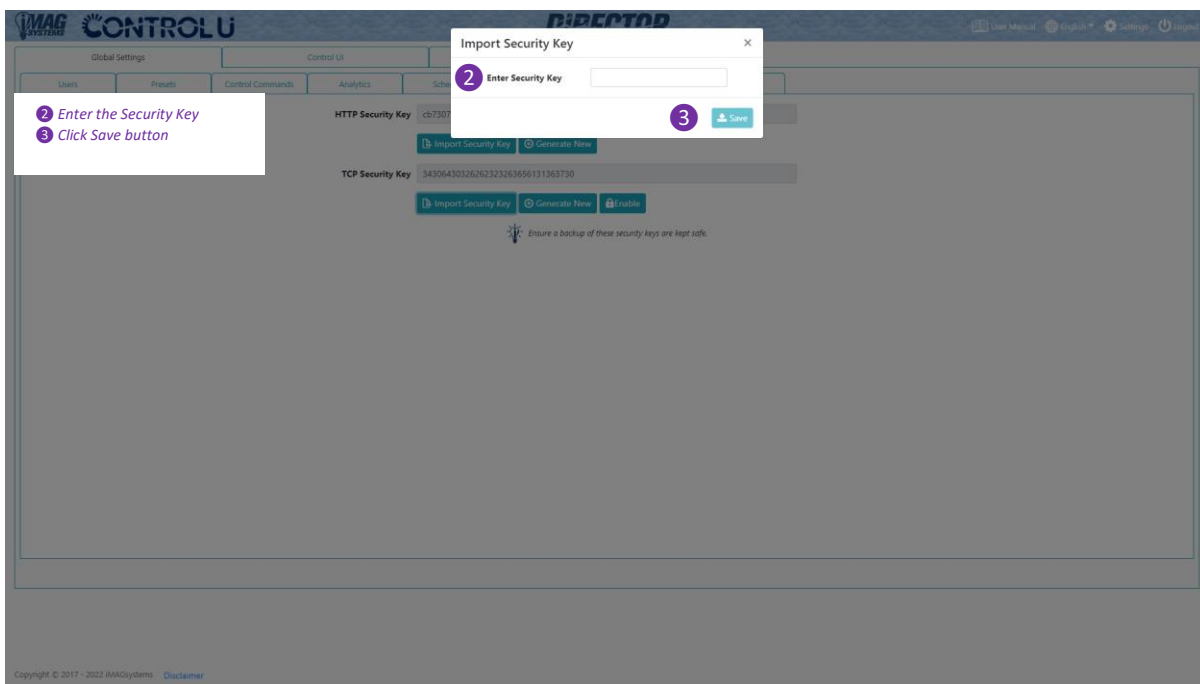 iMAG SYSTEMS CONTROL U
DiRECTOR
User Manual English Settings Logout
Import Security Key ×
Global Settings Control UI
2 Enter Security Key
Users Presets Control Commands Analytics
2 Enter the Security Key
3 Click Save button
HTTP Security Key cb7307
3 Save
Import Security Key Generate New
TCP Security Key 34306430326262323263656131363730
Import Security Key Generate New Enable
Ensure a backup of these security keys are kept safe.
Copyright © 2017 - 2022 iMAGsystems Disclaimer